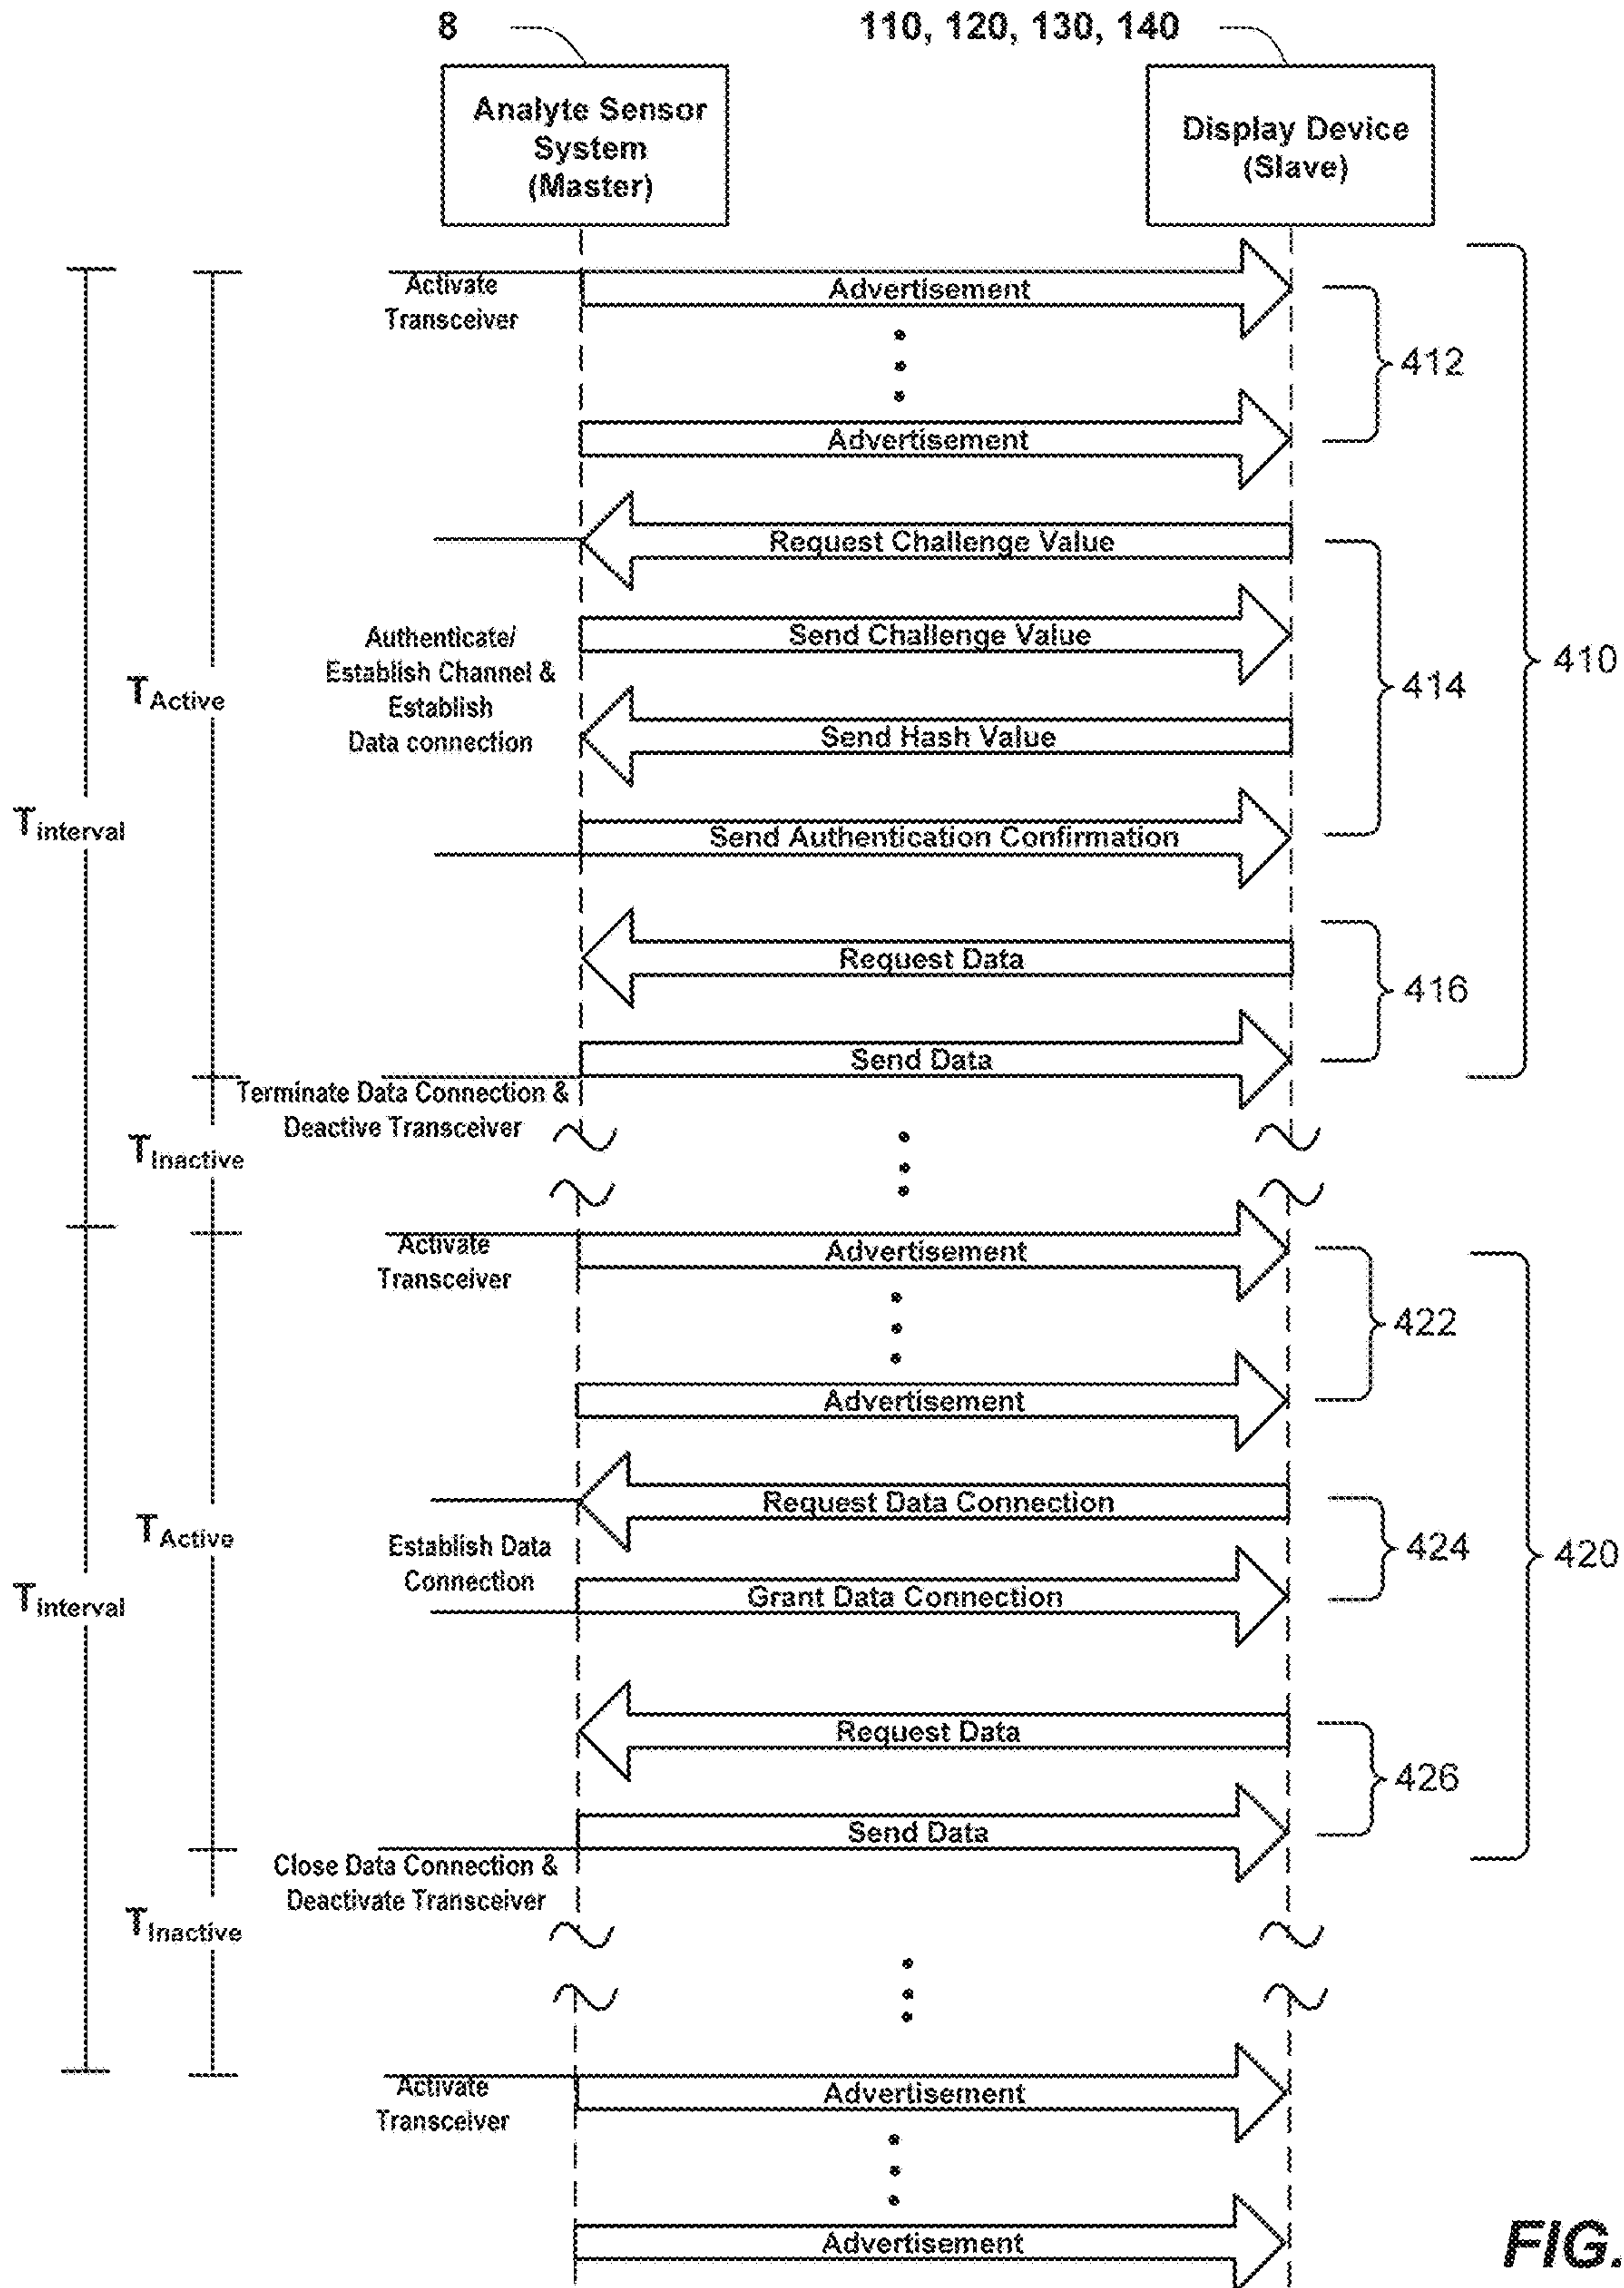 8
110, 120, 130, 140
Analyte Sensor
System
(Master)
Display Device
(Slave)
Activate
Transceiver
Advertisement
412
Advertisement
Request Challenge Value
Authenticate/
Establish Channel &
Establish
Data connection
Send Challenge Value
414
410
TActive
Send Hash Value
Tinterval
Send Authentication Confirmation
Request Data
416
Send Data
Terminate Data Connection &
Deactive Transceiver
TInactive
Activate
Transceiver
Advertisement
422
Advertisement
Request Data Connection
TActive
Establish Data
Connection
424
420
Grant Data Connection
Tinterval
Request Data
426
Send Data
Close Data Connection &
Deactivate Transceiver
TInactive
Activate
Transceiver
Advertisement
Advertisement
FIG.